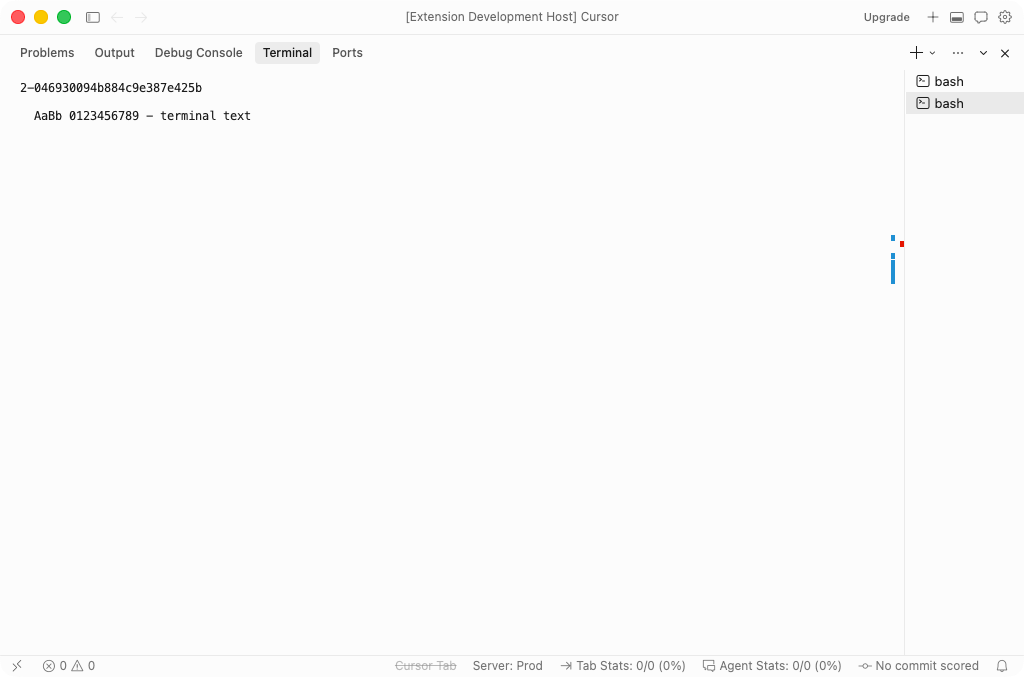 [Extension Development Host] Cursor
Upgrade
Problems Output Debug Console Terminal Ports
2-046930094b884c9e387e425b
AaBb 0123456789 - terminal text
bash
bash
0 0 Cursor Tab Server: Prod Tab Stats: 0/0 (0%) Agent Stats: 0/0 (0%) No commit scored